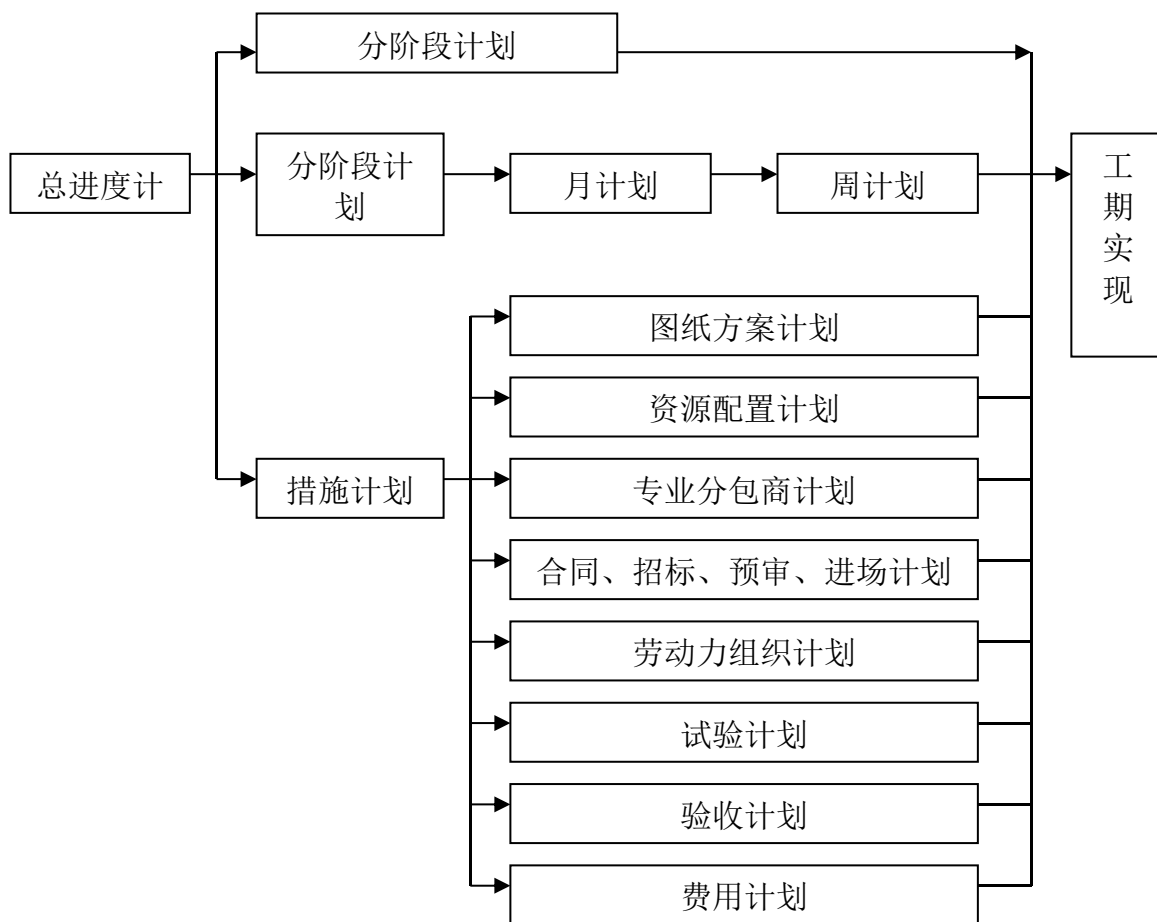 分阶段计划
总进度计
分阶段计
划
月计划
周计划
工
期
实
现
图纸方案计划
资源配置计划
措施计划
专业分包商计划
合同、招标、预审、进场计划
劳动力组织计划
试验计划
验收计划
费用计划